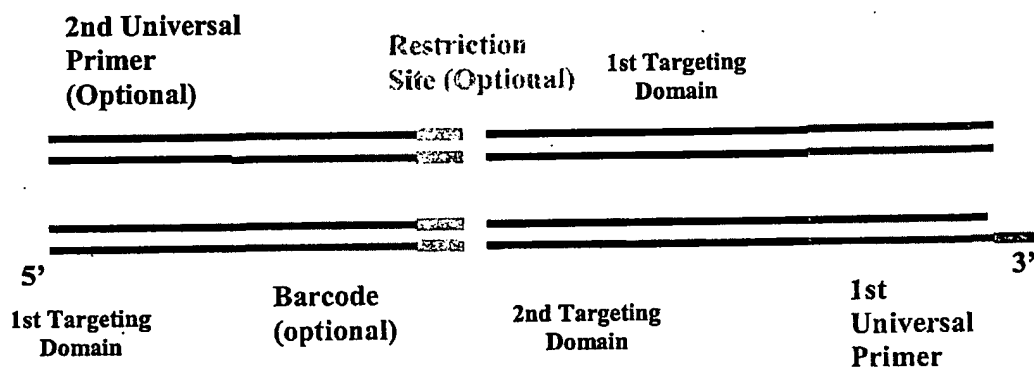 2nd Universal
Primer
(Optional)
Restriction
Site (Optional)
1st Targeting
Domain
5'
3'
1st Targeting
Domain
Barcode
(optional)
2nd Targeting
Domain
1st
Universal
Primer